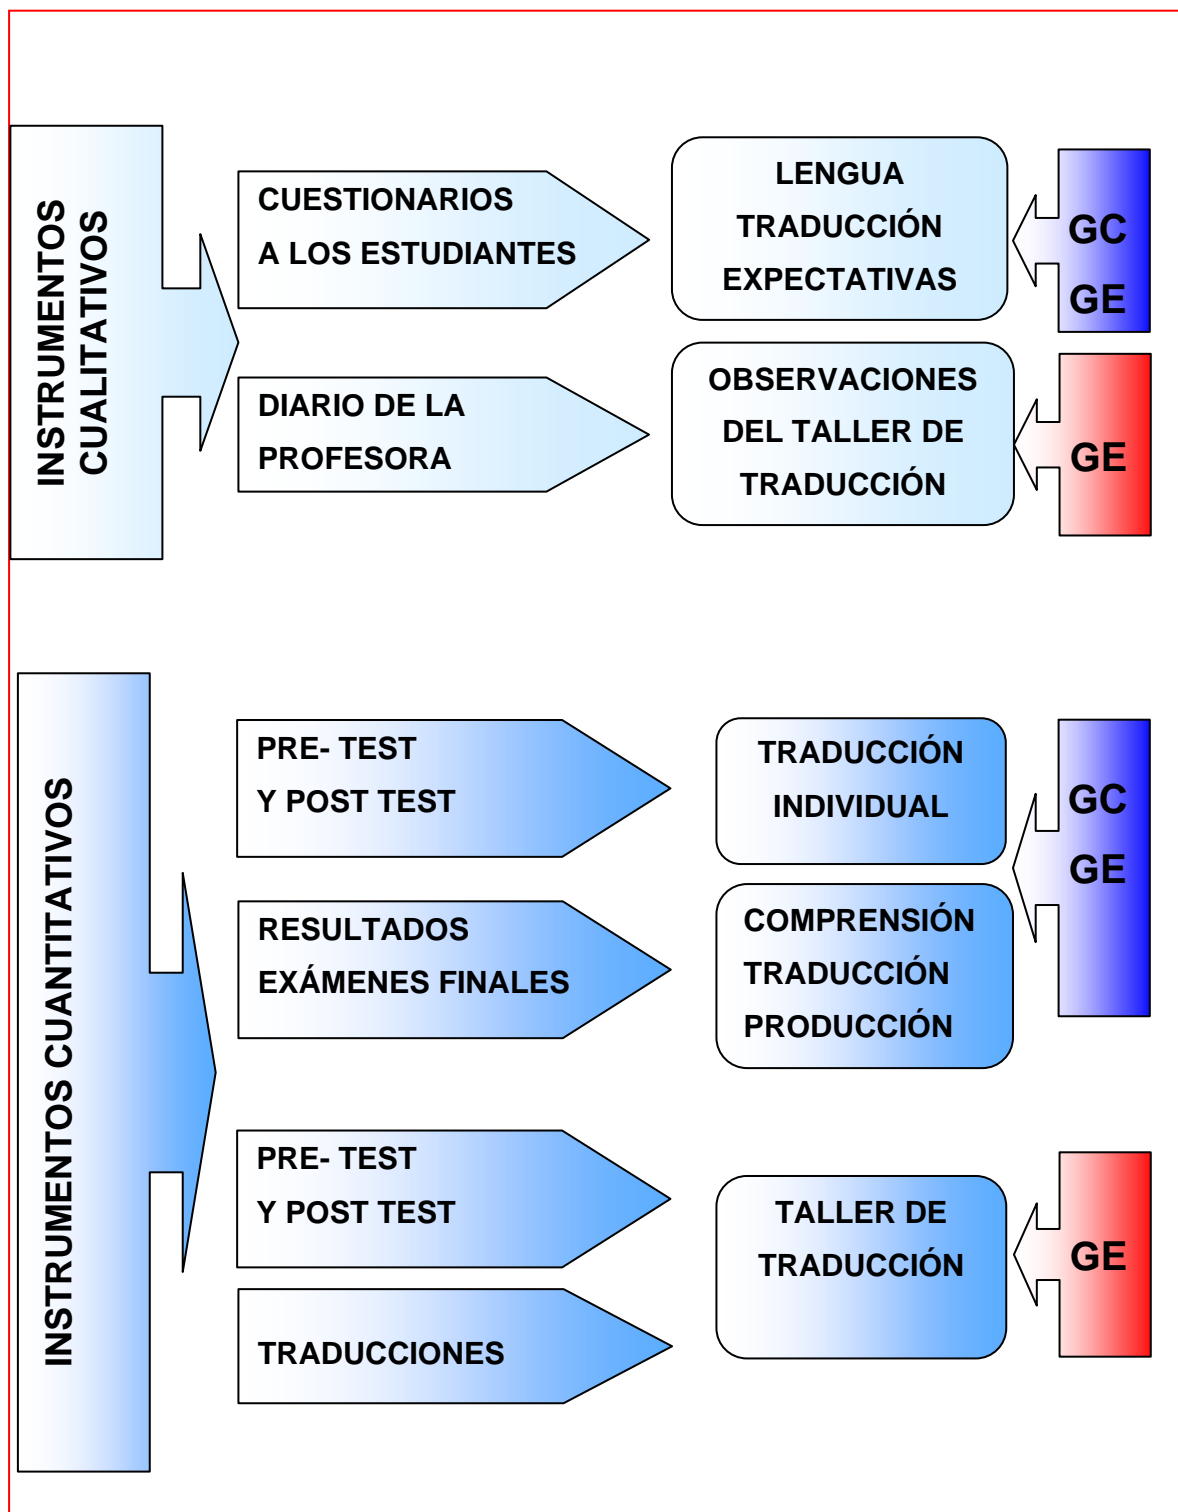 INSTRUMENTOS
CUALITATIVOS
CUESTIONARIOS
A LOS ESTUDIANTES
LENGUA
TRADUCCIÓN
EXPECTATIVAS
GC
GE
DIARIO DE LA
PROFESORA
OBSERVACIONES
DEL TALLER DE
TRADUCCIÓN
GE
INSTRUMENTOS CUANTITATIVOS
PRE- TEST
Y POST TEST
TRADUCCIÓN
INDIVIDUAL
GC
GE
RESULTADOS
EXÁMENES FINALES
COMPRENSIÓN
TRADUCCIÓN
PRODUCCIÓN
PRE- TEST
Y POST TEST
TALLER DE
TRADUCCIÓN
GE
TRADUCCIONES